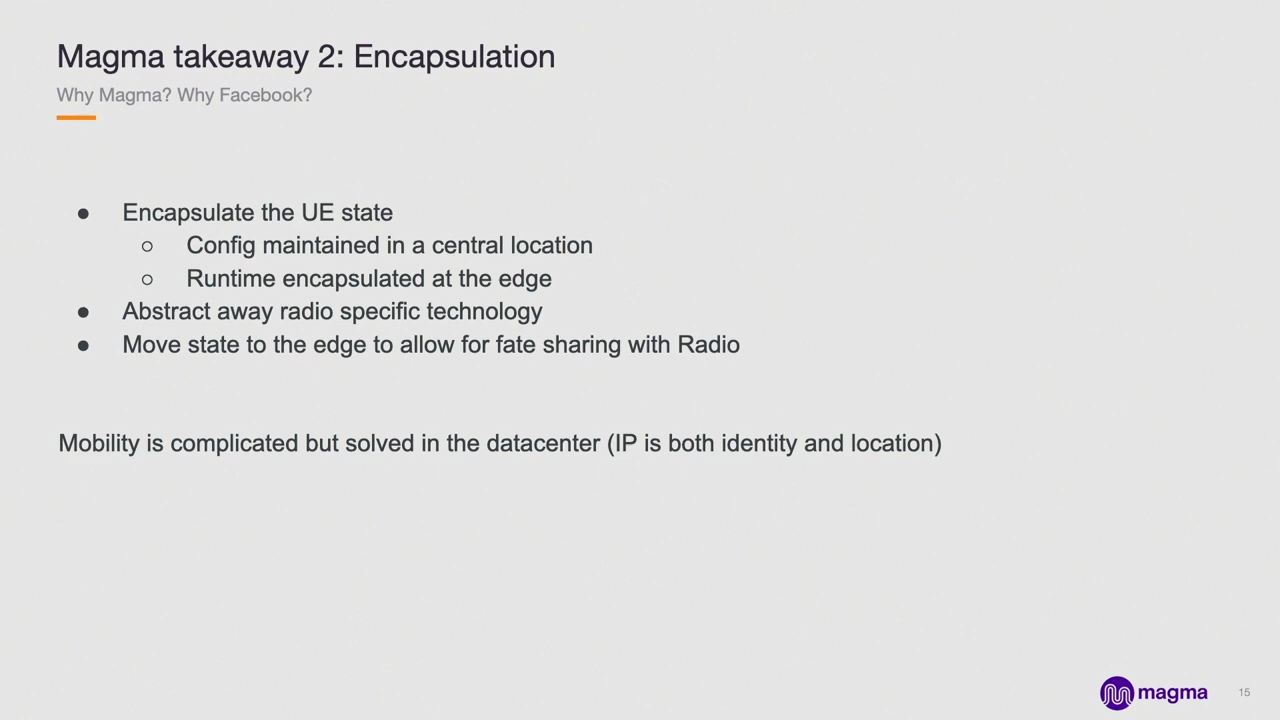 Magma takeaway 2: Encapsulation
Why Magma? Why Facebook?
● Encapsulate the UE state
○ Config maintained in a central location
○ Runtime encapsulated at the edge
● Abstract away radio specific technology
● Move state to the edge to allow for fate sharing with Radio
Mobility is complicated but solved in the datacenter (IP is both identity and location)
magma 15